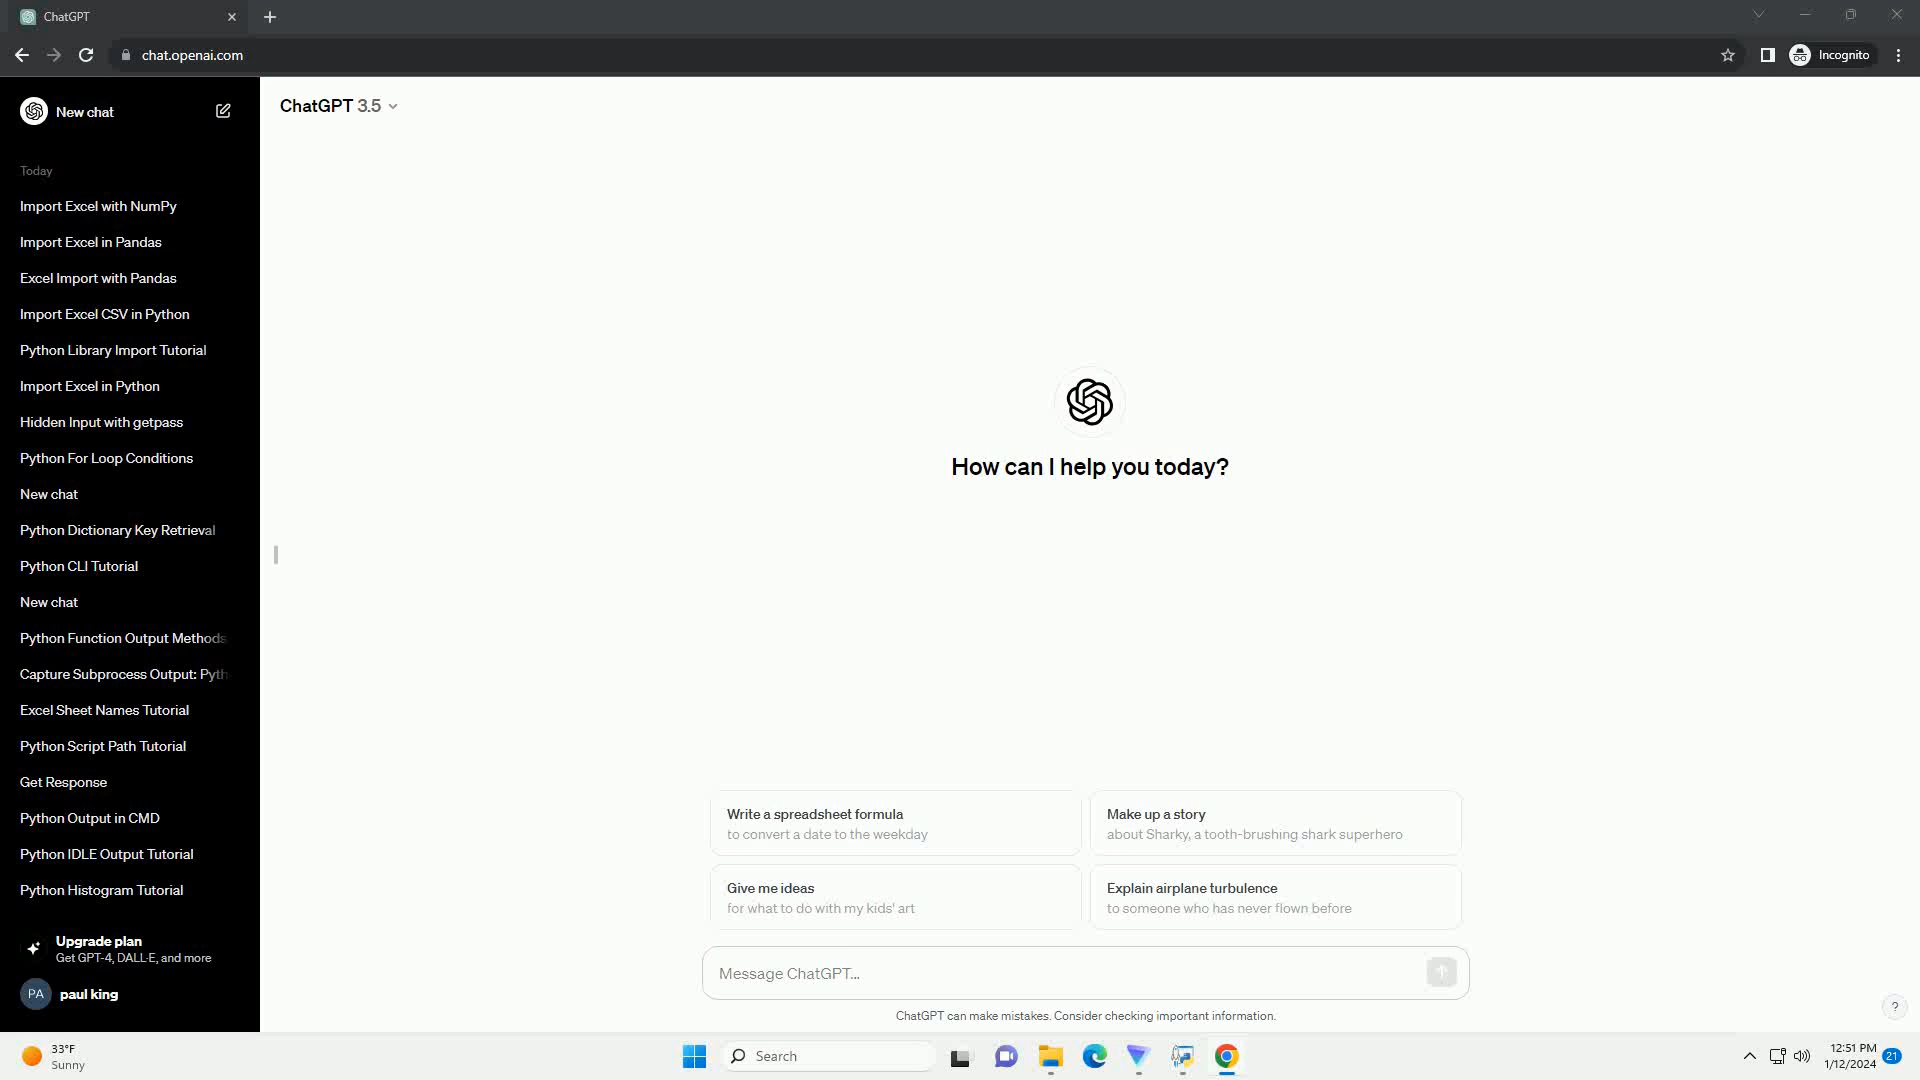 ChatGPT
chat.openai.com
Incognito
New chat
ChatGPT 3.5
Today
Import Excel with NumPy
Import Excel in Pandas
Excel Import with Pandas
Import Excel CSV in Python
Python Library Import Tutorial
Import Excel in Python
Hidden Input with getpass
Python For Loop Conditions
New chat
Python Dictionary Key Retrieval
Python CLI Tutorial
New chat
Python Function Output Methods
Capture Subprocess Output: Pyth
Excel Sheet Names Tutorial
Python Script Path Tutorial
Get Response
Python Output in CMD
Python IDLE Output Tutorial
Python Histogram Tutorial
Upgrade plan
Get GPT-4, DALL·E, and more
PA
paul king
How can I help you today?
Write a spreadsheet formula
to convert a date to the weekday
Make up a story
about Sharky, a tooth-brushing shark superhero
Give me ideas
for what to do with my kids' art
Explain airplane turbulence
to someone who has never flown before
Message ChatGPT...
ChatGPT can make mistakes. Consider checking important information.
?
33°F
Sunny
Search
12:51 PM
1/12/2024
21